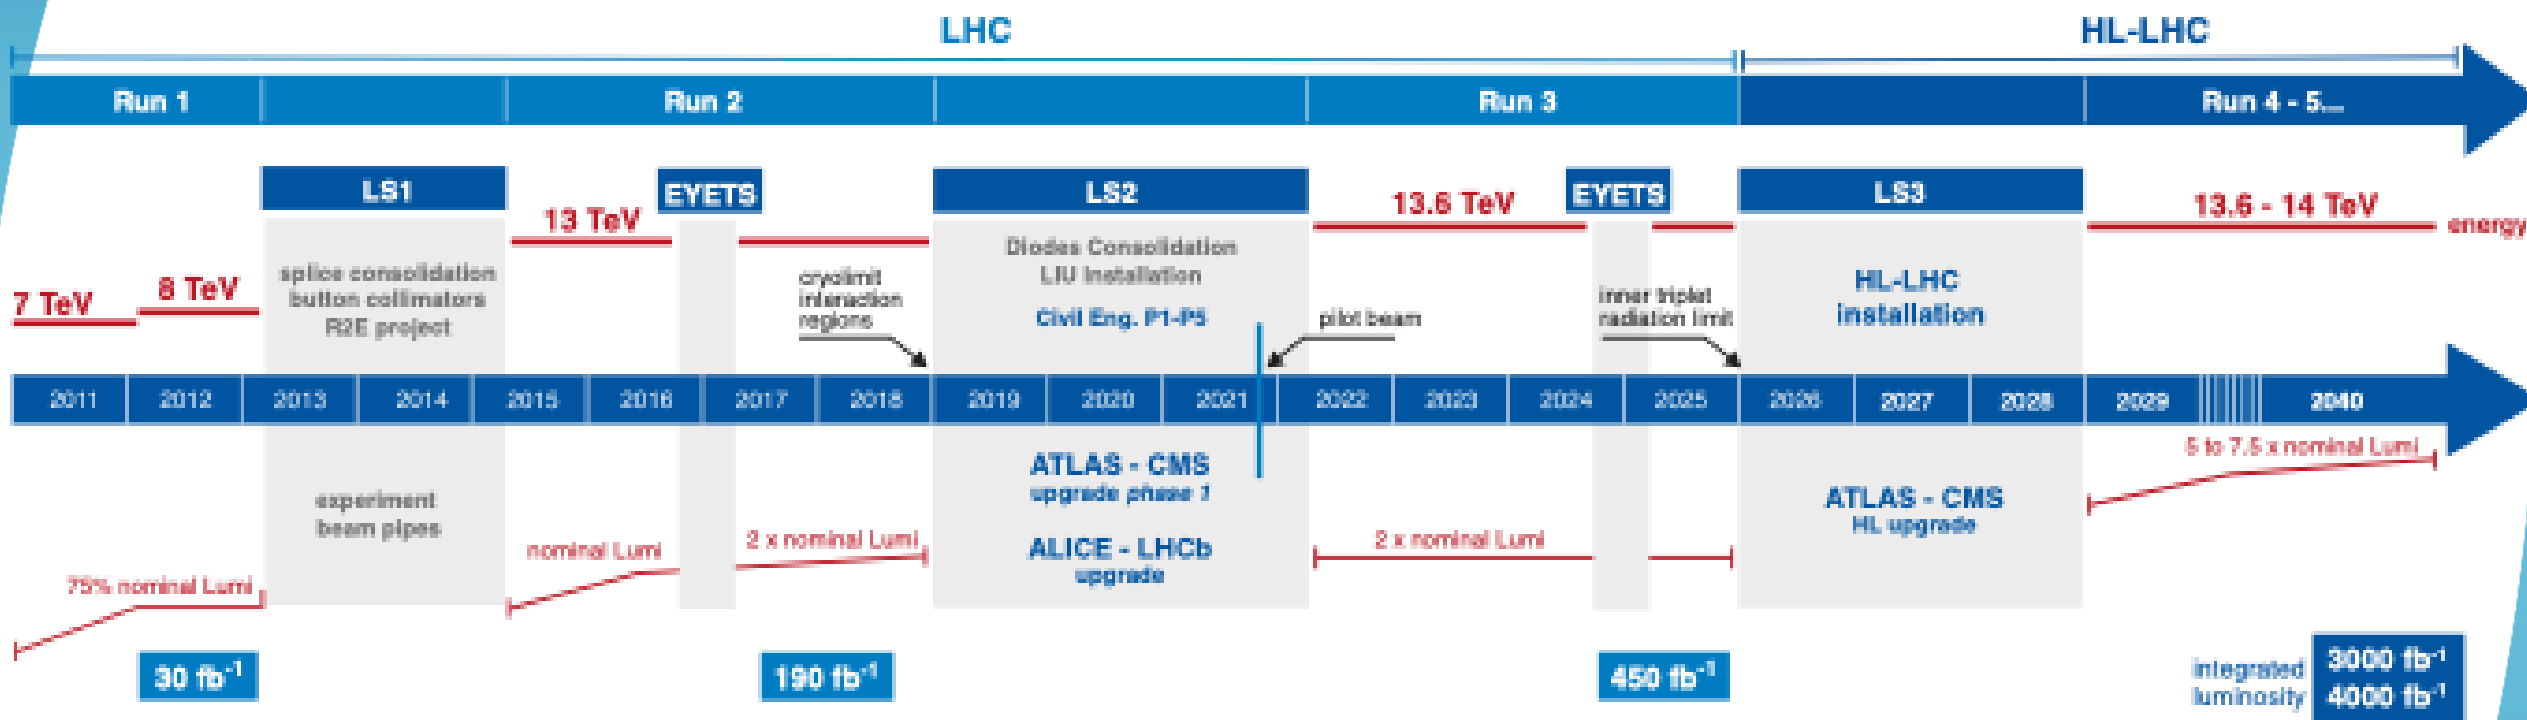 LHC
HL-LHC
Run 1
Run 2
Run 3
Run 4 - 5...
LS1
EYETS
LS2
EYETS
LS3
13 TeV
13.6 TeV
13.6 - 14 TeV
energy
7 TeV
8 TeV
splice consolidation
button collimators
R2E project
cryolimit
interaction
regions
Diodes Consolidation
LIU Installation
Civil Eng. P1-P5
pilot beam
inner triplet
radiation limit
HL-LHC
installation
2011
2012
2013
2014
2015
2016
2017
2018
2019
2020
2021
2022
2023
2024
2025
2026
2027
2028
2029
2040
5 to 7.5 x nominal Lumi
experiment
beam pipes
ATLAS - CMS
upgrade phase 1
ALICE - LHCb
upgrade
ATLAS - CMS
HL upgrade
75% nominal Lumi
nominal Lumi
2 x nominal Lumi
2 x nominal Lumi
30 fb⁻¹
190 fb⁻¹
450 fb⁻¹
integrated
luminosity
3000 fb⁻¹
4000 fb⁻¹